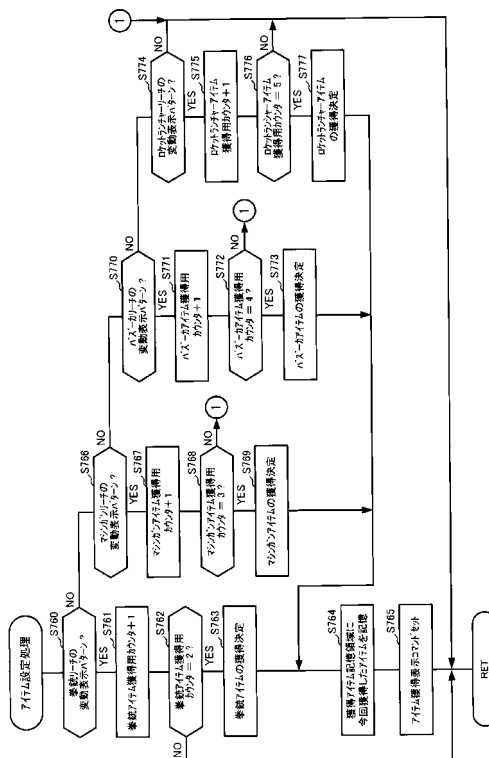 アイテム設定処理
S760
拳銃リーチの
変動表示パターン？
NO
YES
S761
拳銃アイテム獲得用カウンタ＋1
S762
拳銃アイテム獲得用
カウンタ＝2？
NO
YES
S763
拳銃アイテムの獲得決定
S764
獲得アイテム記憶領域に
今回獲得したアイテムを記憶
S765
アイテム獲得表示コマンドセット
RET
S766
マシンガンリーチの
変動表示パターン？
NO
YES
S767
マシンガンアイテム獲得用
カウンタ＋1
S768
マシンガンアイテム獲得用
カウンタ＝3？
NO
1
YES
S769
マシンガンアイテムの獲得決定
S770
バズーカリーチの
変動表示パターン？
NO
YES
S771
バズーカアイテム獲得用
カウンタ＋1
S772
バズーカアイテム獲得用
カウンタ＝4？
NO
1
YES
S773
バズーカアイテムの獲得決定
S774
ロケットランチャーリーチの
変動表示パターン？
NO
1
YES
S775
ロケットランチャーアイテム
獲得用カウンタ＋1
S776
ロケットランチャーアイテム
獲得用カウンタ＝5？
NO
YES
S777
ロケットランチャーアイテム
の獲得決定